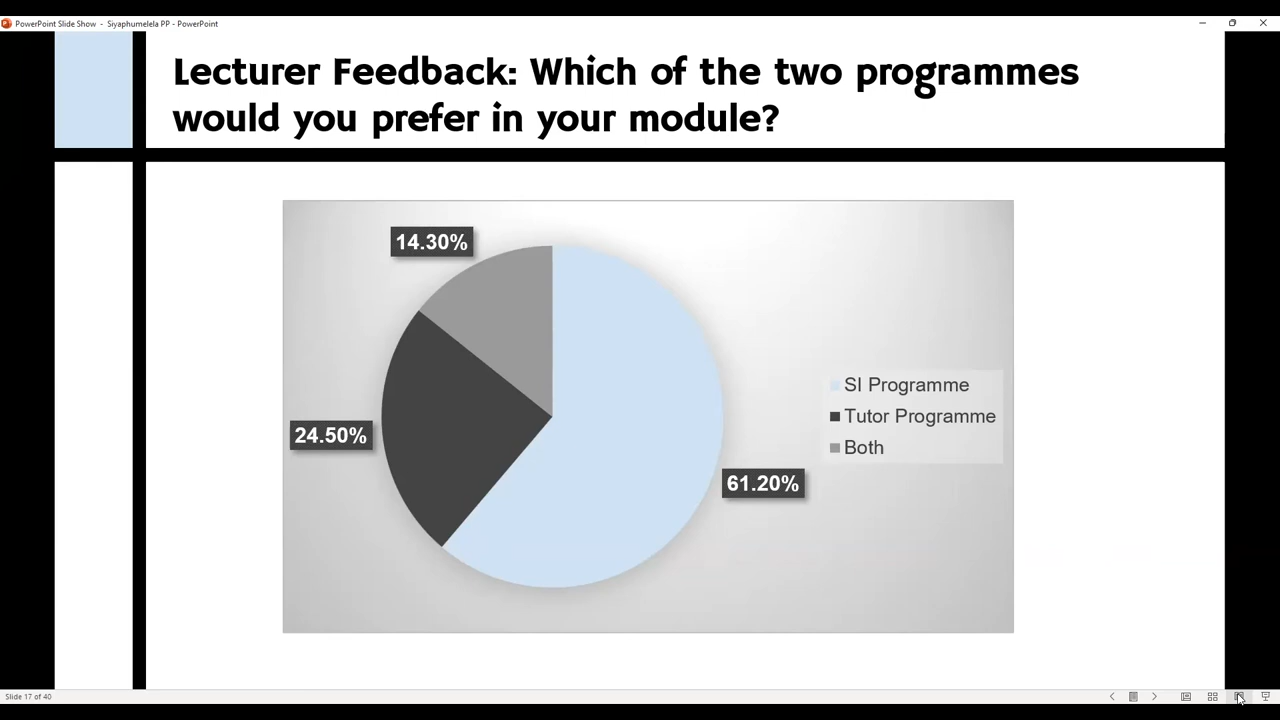 PowerPoint Slide Show - Siyaphumelela PP - PowerPoint
Lecturer Feedback: Which of the two programmes
would you prefer in your module?
14.30%
24.50%
61.20%
SI Programme
Tutor Programme
Both
Slide 17 of 40